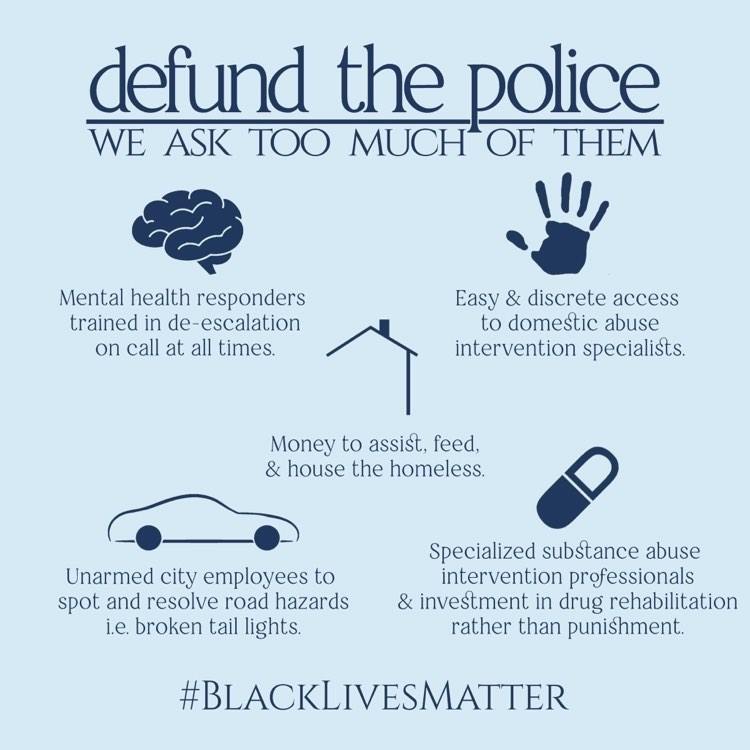 defund the police
WE ASK TOO MUCH OF THEM
Mental health responders
trained in de-escalation
on call at all times.
Easy & discrete access
to domestic abuse
intervention specialists.
Money to assist, feed,
& house the homeless.
Unarmed city employees to
spot and resolve road hazards
i.e. broken tail lights.
Specialized substance abuse
intervention professionals
& investment in drug rehabilitation
rather than punishment.
#BLACKLIVESMATTER